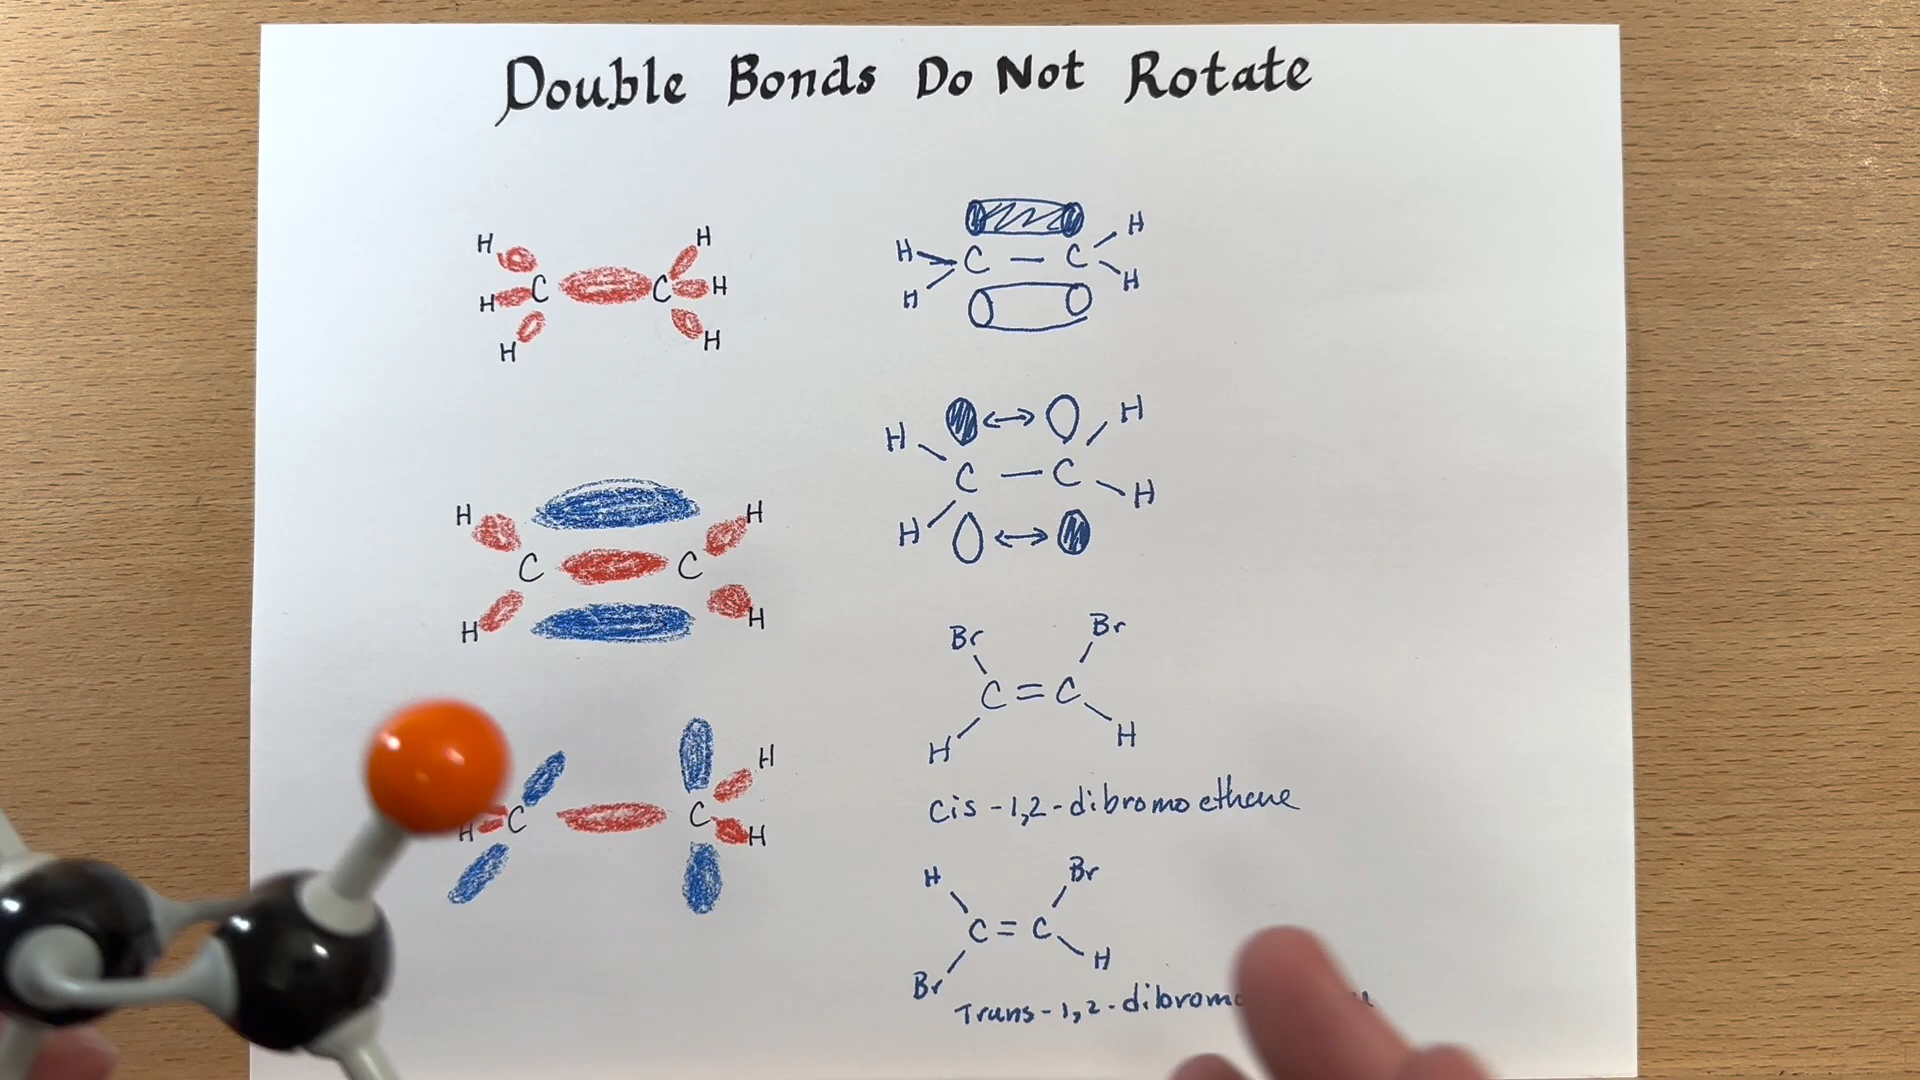 Double Bonds Do Not Rotate
H H
H C C H
H H
H H
C C
H H
H
H C C H
H
H C — C H
H H
H H
C — C H
H
Br Br
C = C
H H
cis-1,2-dibromoethene
H Br
C = C
Br H
Trans-1,2-dibromo